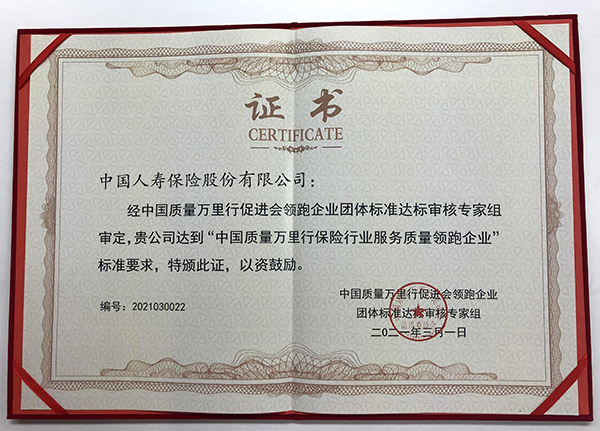 证书
CERTIFICATE
中国人寿保险股份有限公司：
经中国质量万里行促进会领跑企业团体标准达标审核专家组
审定，贵公司达到“中国质量万里行保险行业服务质量领跑企业”
标准要求，特颁此证，以资鼓励。
中国质量万里行促进会领跑企业
编号：2021030022
团体标准达标审核专家组
二〇二一年三月一日